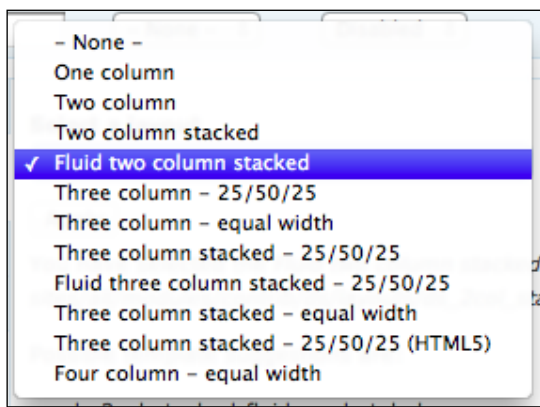 – None –
One column
Two column
Two column stacked
✓ Fluid two column stacked
Three column – 25/50/25
Three column – equal width
Three column stacked – 25/50/25
Fluid three column stacked – 25/50/25
Three column stacked – equal width
Three column stacked – 25/50/25 (HTML5)
Four column – equal width